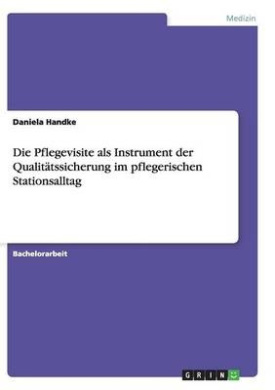 Medizin
Daniela Handke
Die Pflegevisite als Instrument der
Qualitätssicherung im pflegerischen
Stationsalltag
Bachelorarbeit
GRIN